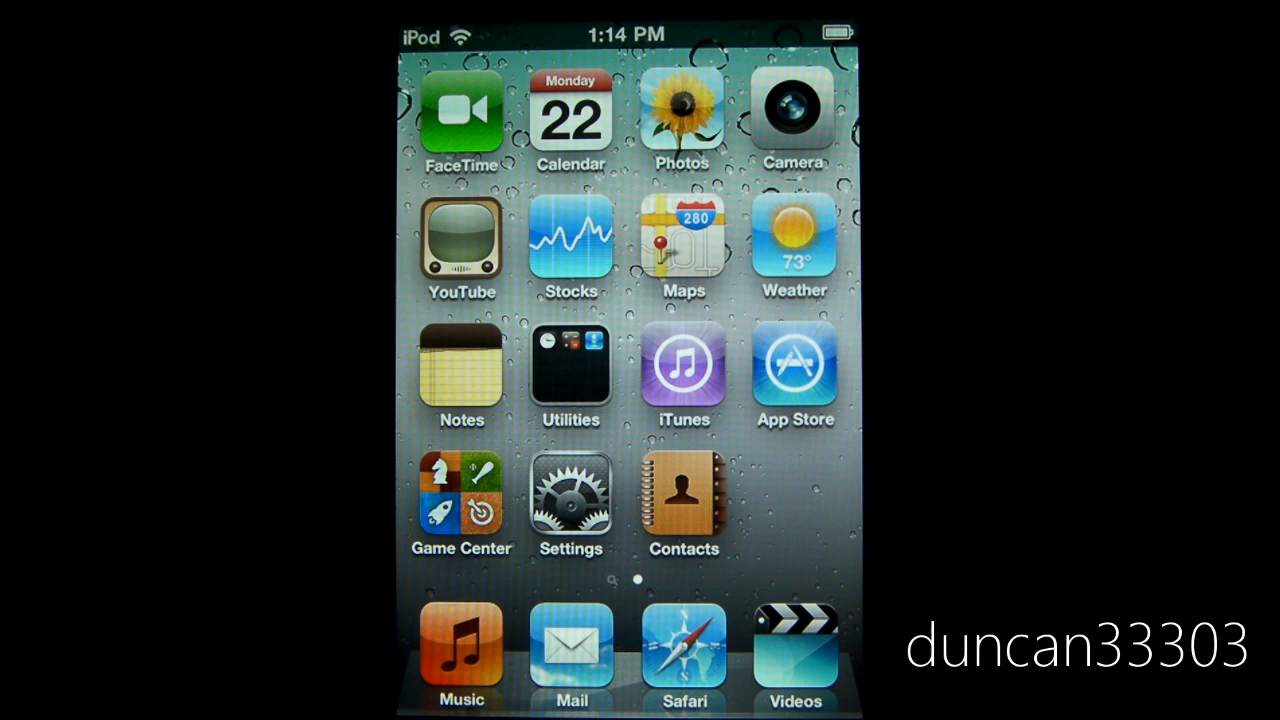 iPod 1:14 PM
Monday
22
FaceTime Calendar Photos Camera
280
73°
YouTube Stocks Maps Weather
Notes Utilities iTunes App Store
Game Center Settings Contacts
Music Mail Safari Videos
duncan33303